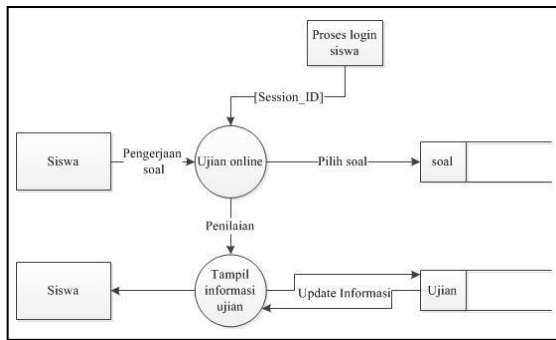 Proses login
siswa
[Session_ID]
Siswa
Pengerjaan
soal
Ujian online
Pilih soal
soal
Penilaian
Siswa
Tampil
informasi
ujian
Update Informasi
Ujian